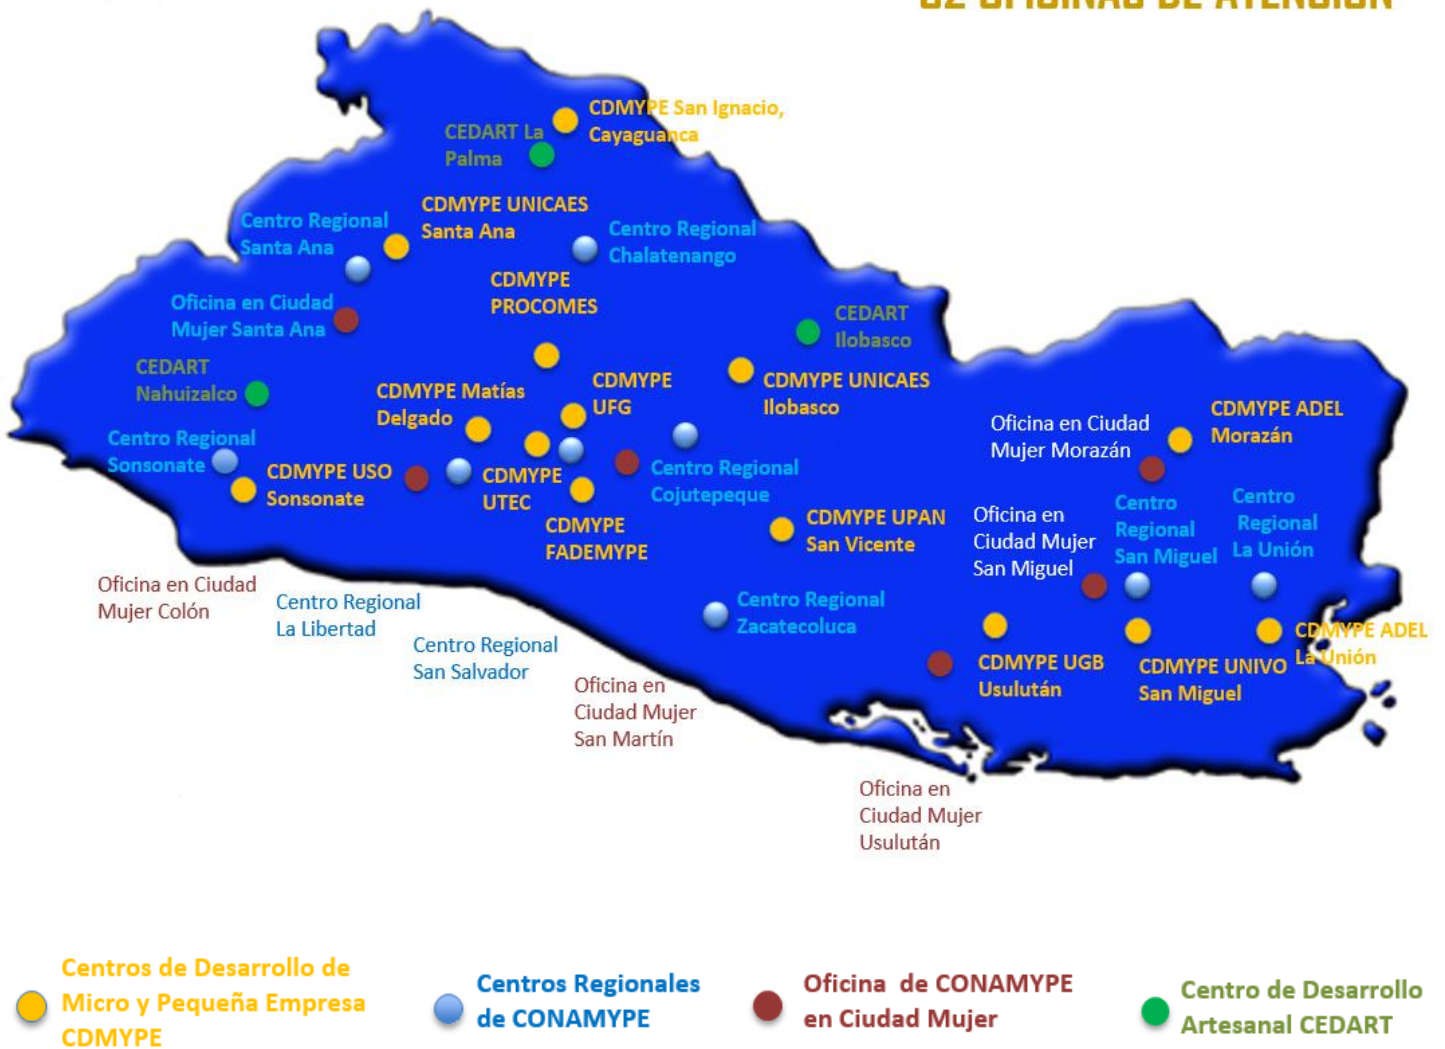 OFICINAS DE ATENCIÓN
CDMYPE San Ignacio,
Cayaguanca
CEDART La
Palma
CDMYPE UNICAES
Santa Ana
Centro Regional
Santa Ana
Centro Regional
Chalatenango
CDMYPE
PROCOMES
Oficina en Ciudad
Mujer Santa Ana
CEDART
Ilobasco
CEDART
Nahuizalco
CDMYPE Matías
Delgado
CDMYPE
UFG
CDMYPE UNICAES
Ilobasco
Oficina en Ciudad
Mujer Morazán
CDMYPE ADEL
Morazán
Centro Regional
Sonsonate
CDMYPE USO
Sonsonate
CDMYPE
UTEC
Centro Regional
Cojutepeque
CDMYPE
FADEMYPE
CDMYPE UPAN
San Vicente
Oficina en
Ciudad Mujer
San Miguel
Centro
Regional
San Miguel
Centro
Regional
La Unión
Oficina en Ciudad
Mujer Colón
Centro Regional
La Libertad
Centro Regional
San Salvador
Oficina en
Ciudad Mujer
San Martín
Centro Regional
Zacatecoluca
CDMYPE UGB
Usulután
CDMYPE UNIVO
San Miguel
CDMYPE ADEL
La Unión
Oficina en
Ciudad Mujer
Usulután
Centros de Desarrollo de
Micro y Pequeña Empresa
CDMYPE
Centros Regionales
de CONAMYPE
Oficina de CONAMYPE
en Ciudad Mujer
Centro de Desarrollo
Artesanal CEDART